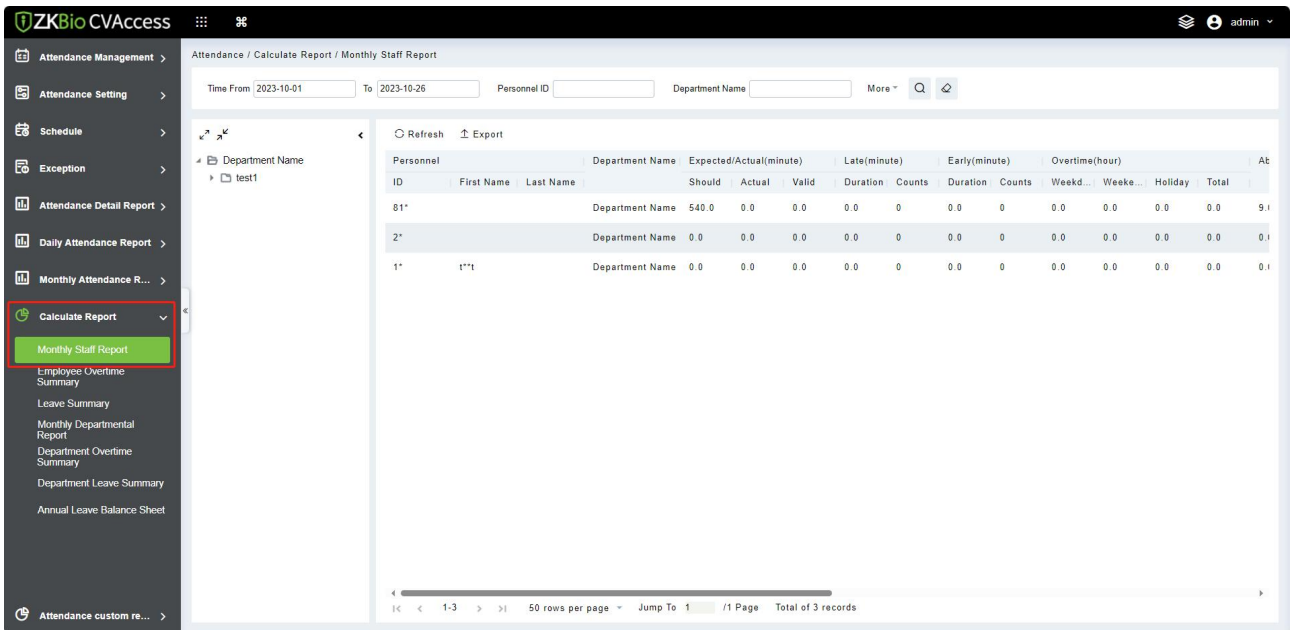 ZKBio CVAccess
admin
Attendance Management
Attendance Setting
Schedule
Exception
Attendance Detail Report
Daily Attendance Report
Monthly Attendance R...
Calculate Report
Monthly Staff Report
Employee Overtime
Summary
Leave Summary
Monthly Departmental
Report
Department Overtime
Summary
Department Leave Summary
Annual Leave Balance Sheet
Attendance custom re...
Attendance / Calculate Report / Monthly Staff Report
Time From 2023-10-01 To 2023-10-26 Personnel ID Department Name More
Department Name
test1
Refresh Export
Personnel Department Name Expected/Actual(minute) Late(minute) Early(minute) Overtime(hour) Ab
ID First Name Last Name Should Actual Valid Duration Counts Duration Counts Weekd... Weeke... Holiday Total
81* Department Name 540.0 0.0 0.0 0.0 0 0.0 0 0.0 0.0 0.0 0.0 9.
2* Department Name 0.0 0.0 0.0 0.0 0 0.0 0 0.0 0.0 0.0 0.0 0.
1* t**t Department Name 0.0 0.0 0.0 0.0 0 0.0 0 0.0 0.0 0.0 0.0 0.
1-3 50 rows per page Jump To 1 /1 Page Total of 3 records